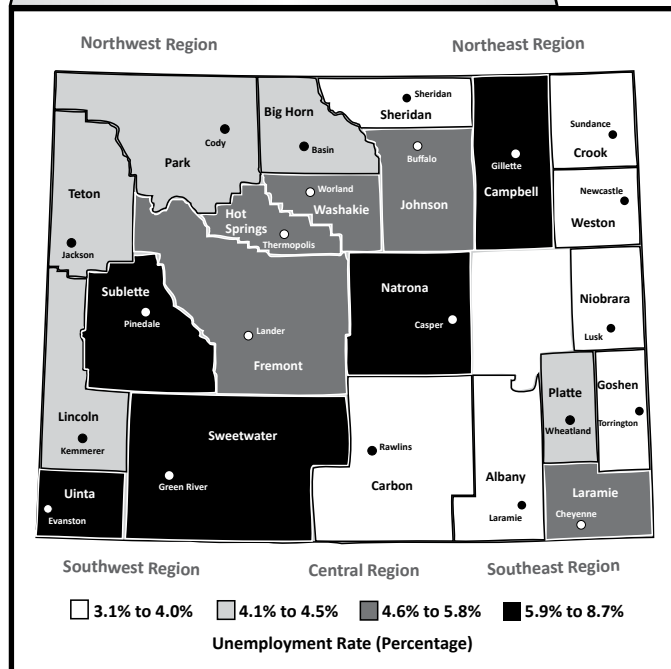 Northwest Region
Northeast Region
Sheridan
Sheridan
Big Horn
Basin
Cody
Park
Teton
Jackson
Buffalo
Johnson
Gillette
Campbell
Sundance
Crook
Newcastle
Weston
Worland
Washakie
Hot
Springs
Thermopolis
Sublette
Pinedale
Lander
Fremont
Natrona
Casper
Niobrara
Lusk
Lincoln
Kemmerer
Sweetwater
Green River
Rawlins
Carbon
Platte
Wheatland
Goshen
Torrington
Uinta
Evanston
Albany
Laramie
Laramie
Cheyenne
Southwest Region
Central Region
Southeast Region
3.1% to 4.0%
4.1% to 4.5%
4.6% to 5.8%
5.9% to 8.7%
Unemployment Rate (Percentage)